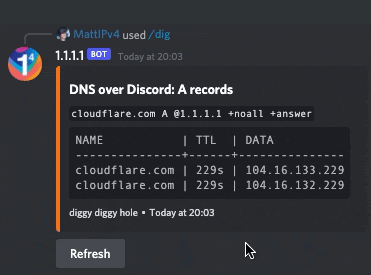 MattIPv4 used /dig
1.1.1.1 BOT Today at 20:03
DNS over Discord: A records
cloudflare.com A @1.1.1.1 +noall +answer
NAME | TTL | DATA
---------------+------+---------------
cloudflare.com | 229s | 104.16.133.229
cloudflare.com | 229s | 104.16.132.229
diggy diggy hole • Today at 20:03
Refresh